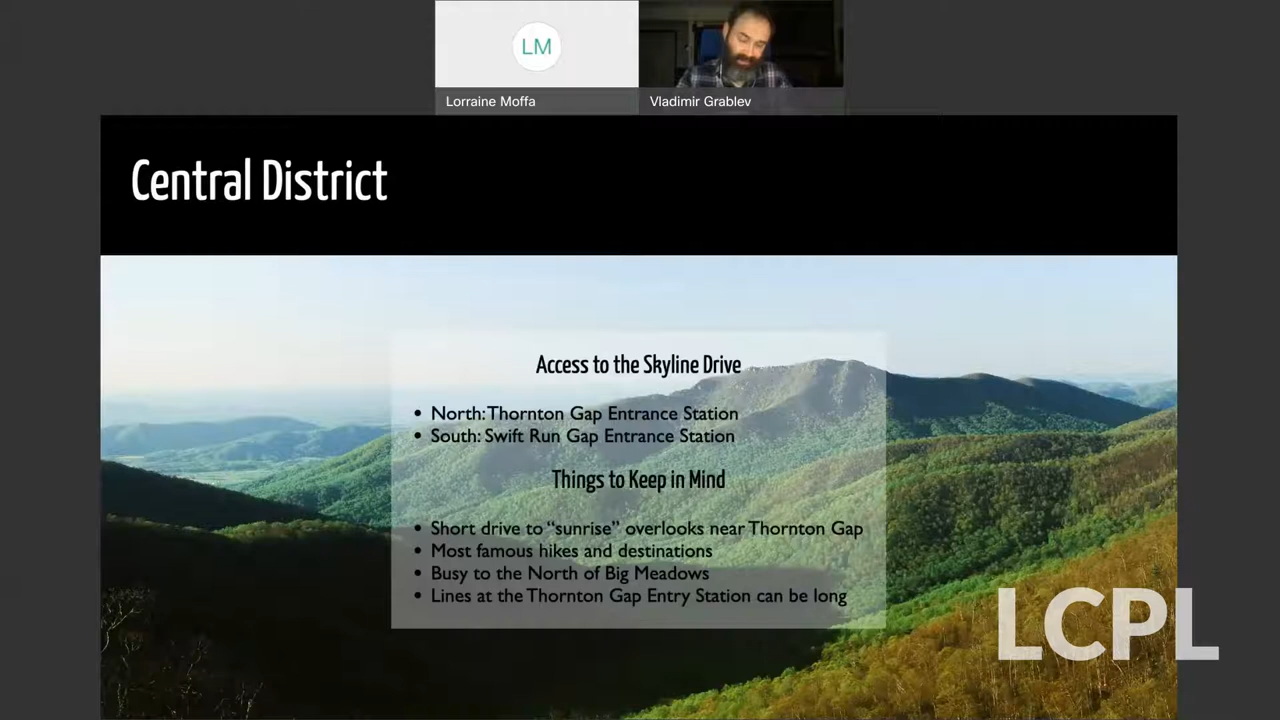 LM
Lorraine Moffa
Vladimir Grablev
Central District
Access to the Skyline Drive
• North: Thornton Gap Entrance Station
• South: Swift Run Gap Entrance Station
Things to Keep in Mind
• Short drive to “sunrise” overlooks near Thornton Gap
• Most famous hikes and destinations
• Busy to the North of Big Meadows
• Lines at the Thornton Gap Entry Station can be long
LCPL